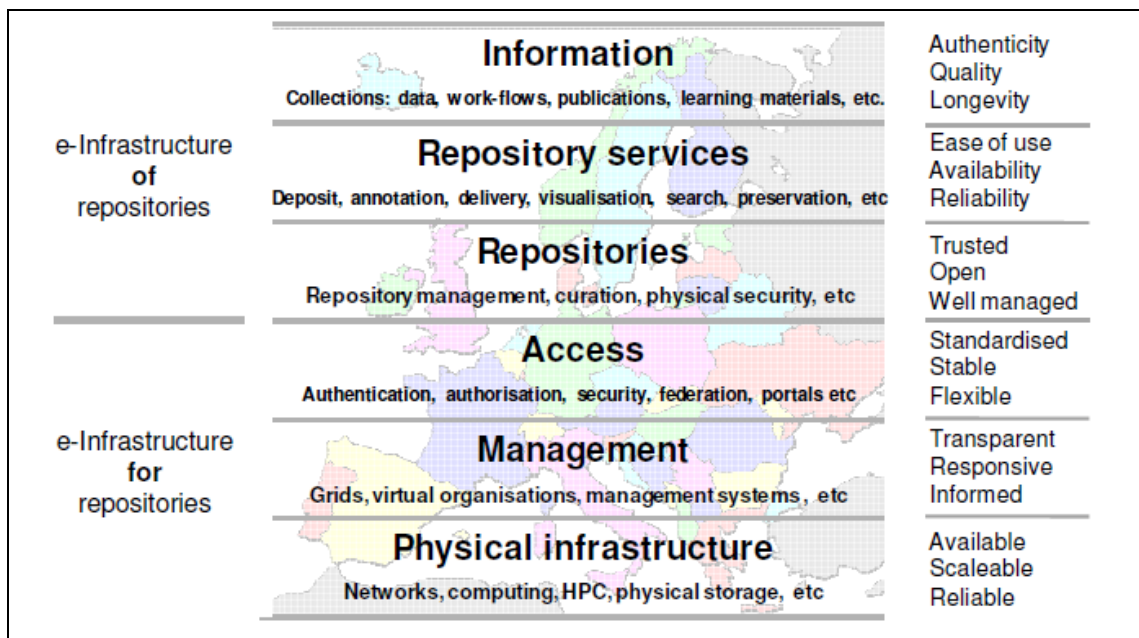 Information
Collections: data, work-flows, publications, learning materials, etc.
Authenticity
Quality
Longevity
e-Infrastructure
of
repositories
Repository services
Deposit, annotation, delivery, visualisation, search, preservation, etc
Ease of use
Availability
Reliability
Repositories
Repository management, curation, physical security, etc
Trusted
Open
Well managed
e-Infrastructure
for
repositories
Access
Authentication, authorisation, security, federation, portals etc
Standardised
Stable
Flexible
Management
Grids, virtual organisations, management systems , etc
Transparent
Responsive
Informed
Physical infrastructure
Networks, computing, HPC, physical storage, etc
Available
Scaleable
Reliable